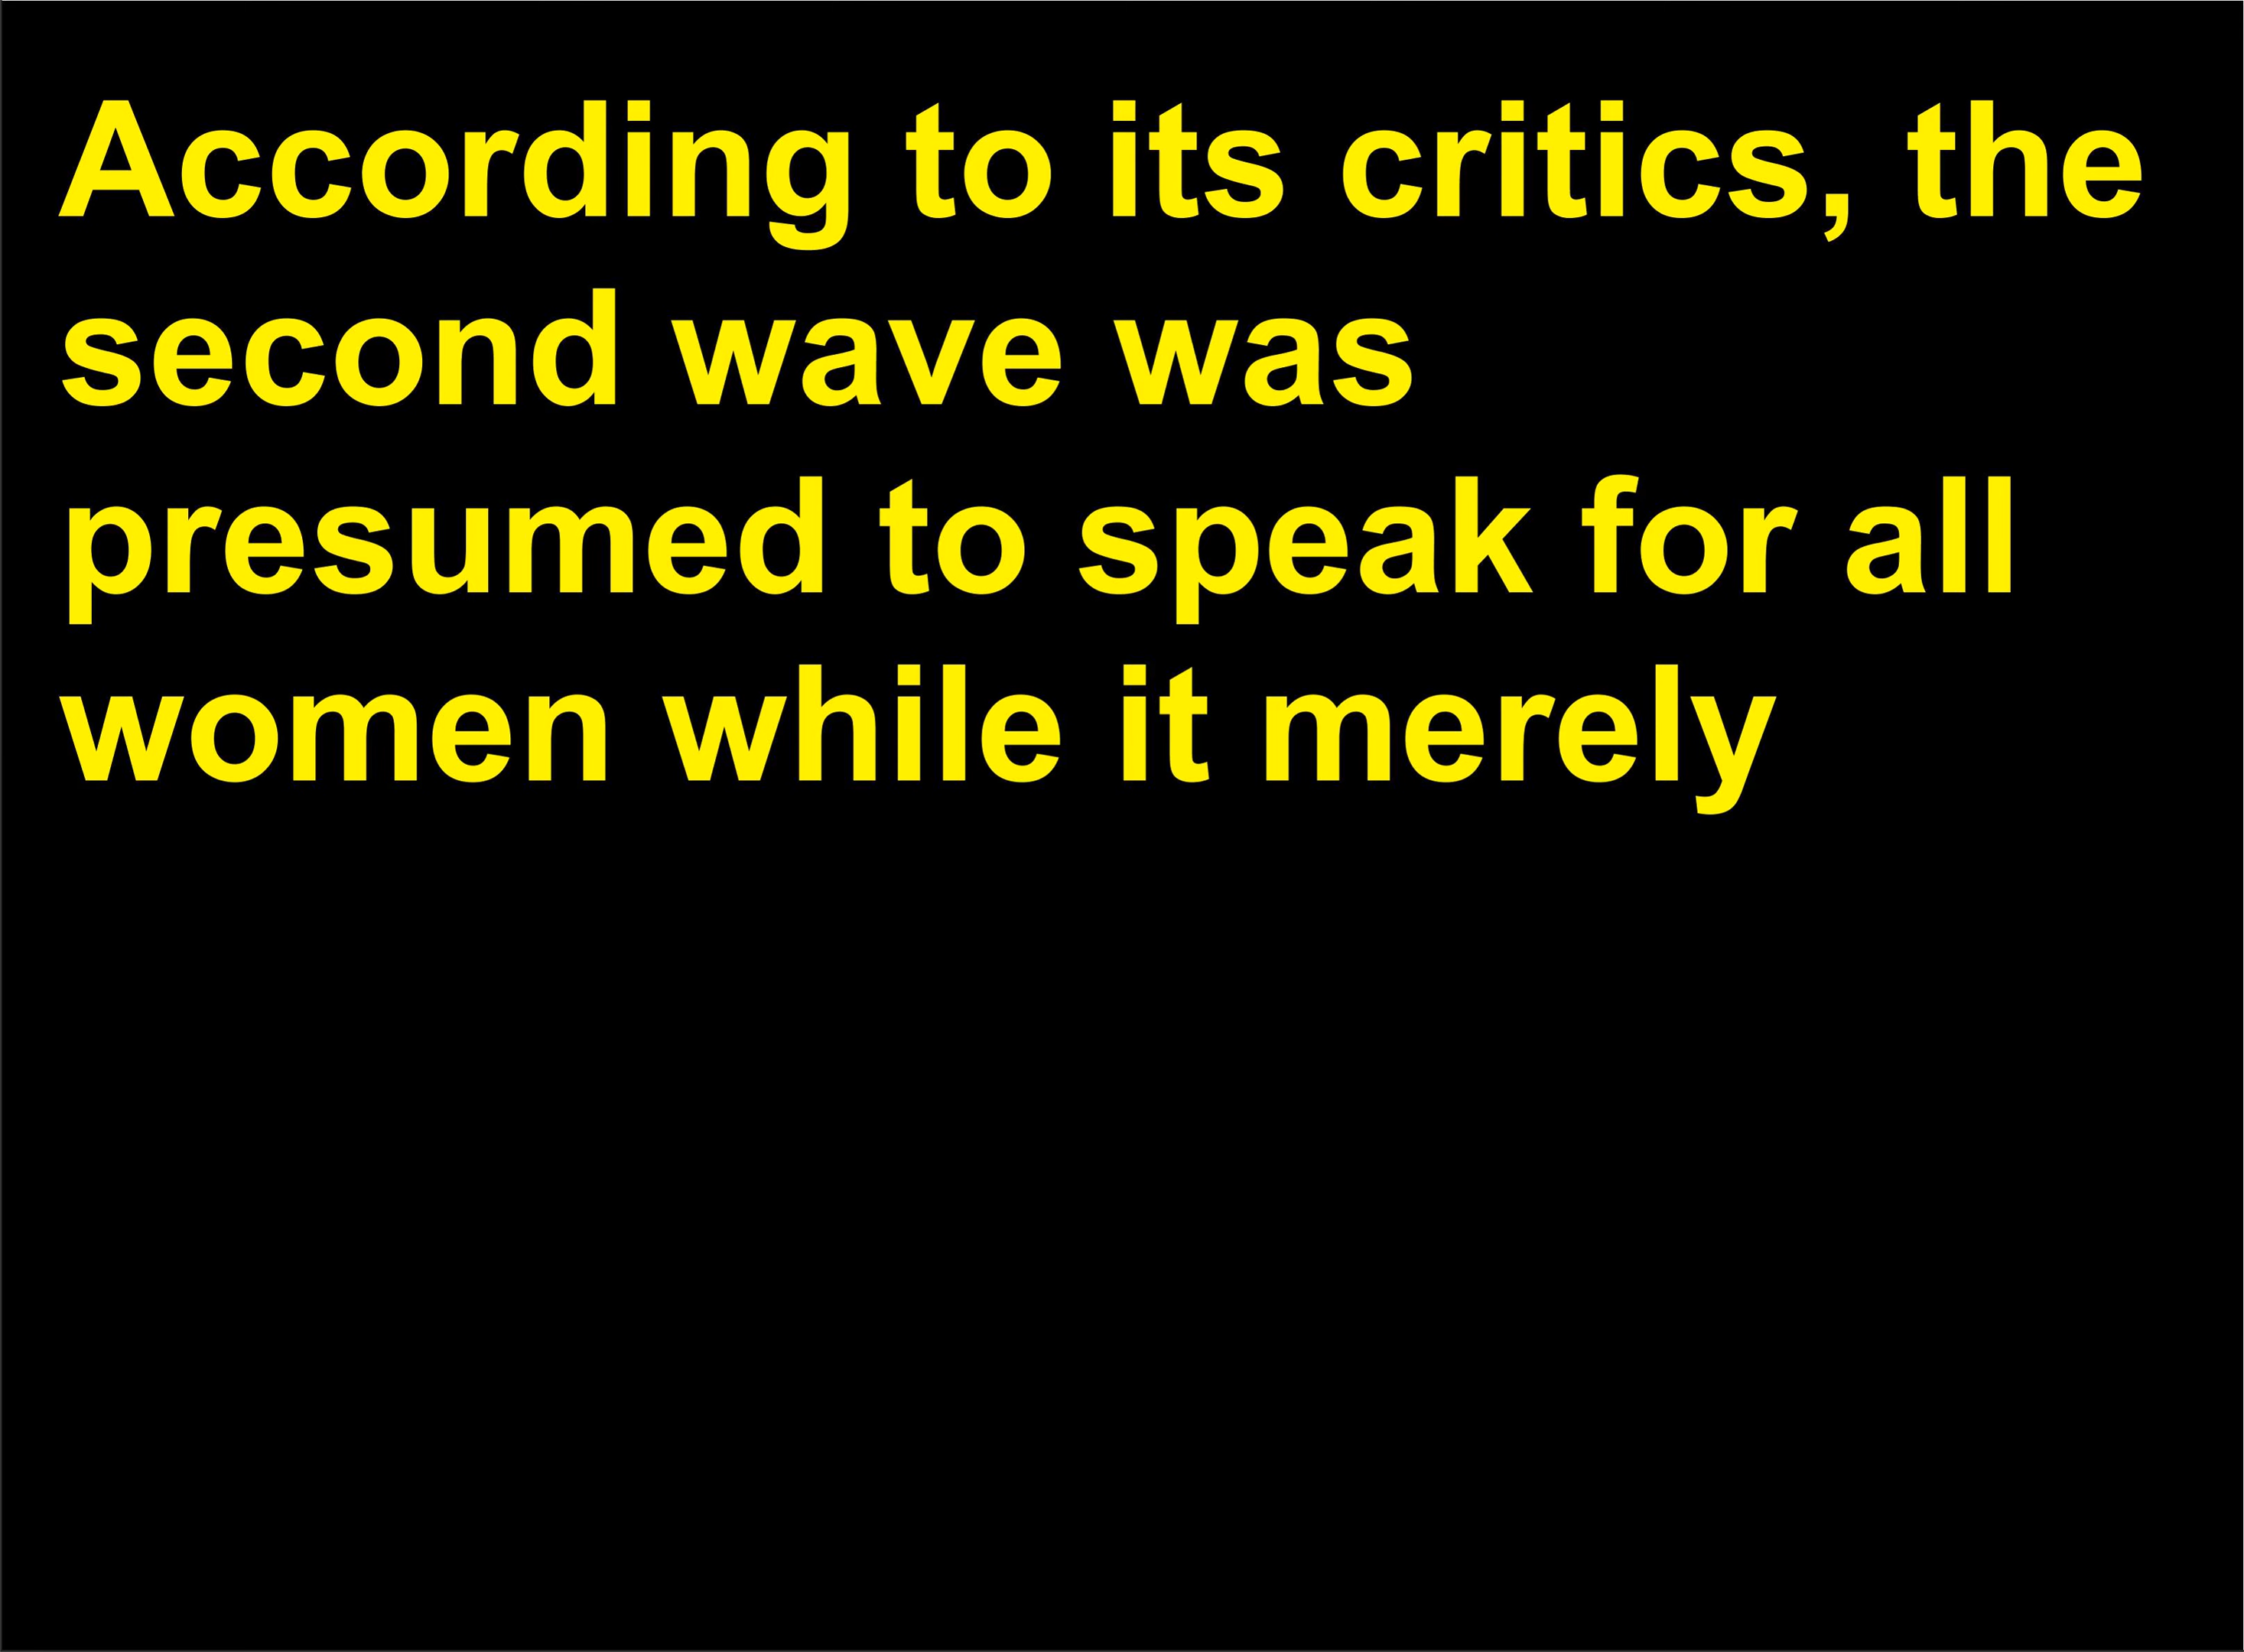 According to its critics, the
second wave was
presumed to speak for all
women while it merely